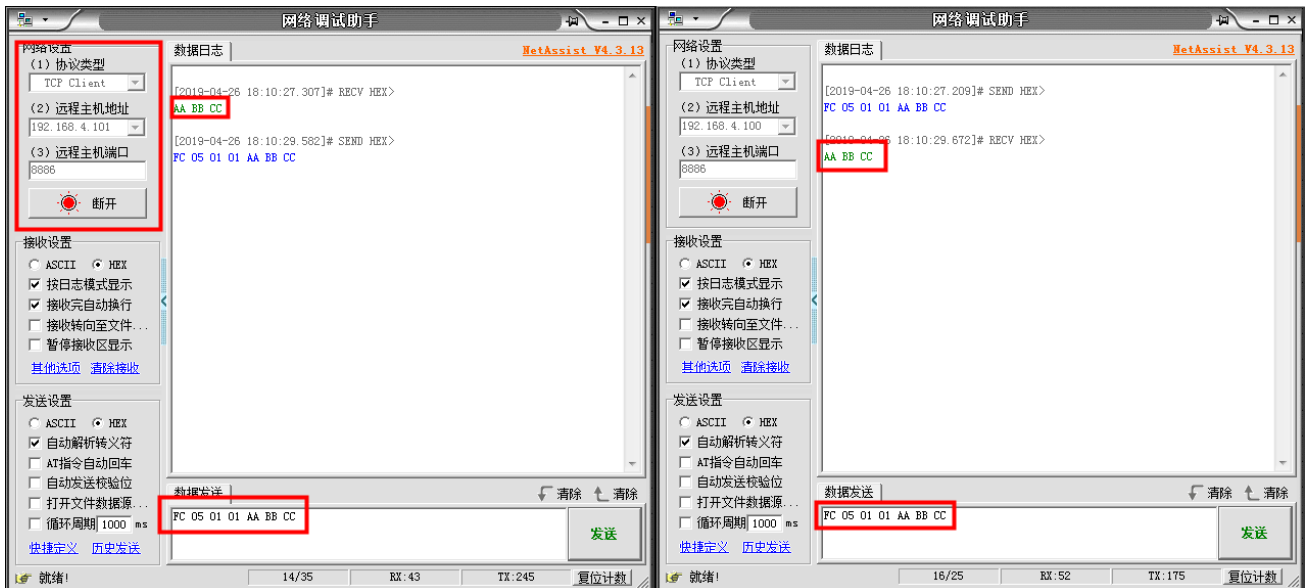 网络调试助手
网络设置
(1) 协议类型
TCP Client
(2) 远程主机地址
192.168.4.101
(3) 远程主机端口
8886
断开
接收设置
ASCII HEX
按日志模式显示
接收完自动换行
接收转向至文件...
暂停接收区显示
其他选项 清除接收
发送设置
ASCII HEX
自动解析转义符
AT指令自动回车
自动发送校验位
打开文件数据源...
循环周期 1000 ms
快捷定义 历史发送
数据日志
NetAssist V4.3.13
[2019-04-26 18:10:27.307]# RECV HEX>
AA BB CC
[2019-04-26 18:10:29.582]# SEND HEX>
FC 05 01 01 AA BB CC
数据发送 清除 清除
FC 05 01 01 AA BB CC
发送
就绪! 14/35 RX:43 TX:245 复位计数
网络调试助手
网络设置
(1) 协议类型
TCP Client
(2) 远程主机地址
192.168.4.100
(3) 远程主机端口
8886
断开
接收设置
ASCII HEX
按日志模式显示
接收完自动换行
接收转向至文件...
暂停接收区显示
其他选项 清除接收
发送设置
ASCII HEX
自动解析转义符
AT指令自动回车
自动发送校验位
打开文件数据源...
循环周期 1000 ms
快捷定义 历史发送
数据日志
NetAssist V4.3.13
[2019-04-26 18:10:27.209]# SEND HEX>
FC 05 01 01 AA BB CC
[2019-04-26 18:10:29.672]# RECV HEX>
AA BB CC
数据发送 清除 清除
FC 05 01 01 AA BB CC
发送
就绪! 16/25 RX:52 TX:175 复位计数